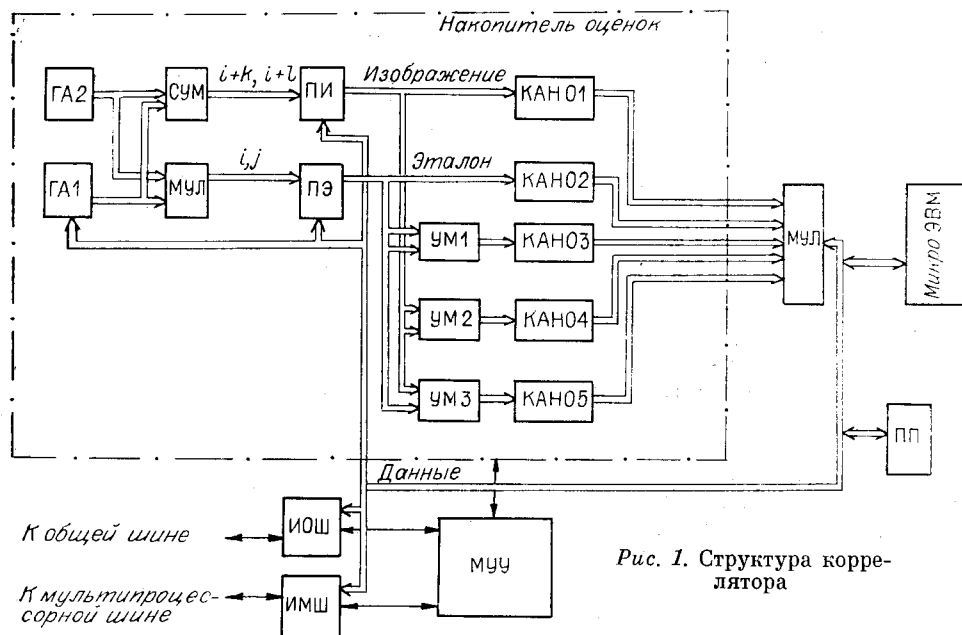 Накопитель оценок
i+k, i+l
Изображение
ГА2
СУМ
ПИ
КАН01
i,j
Эталон
ГА1
МУЛ
ПЭ
КАН02
УМ1
КАН03
МУЛ
Микро ЭВМ
УМ2
КАН04
УМ3
КАН05
ПП
Данные
К общей шине
ИОШ
МУУ
К мультипроцес-
сорной шине
ИМШ
Рис. 1. Структура корре-
лятора